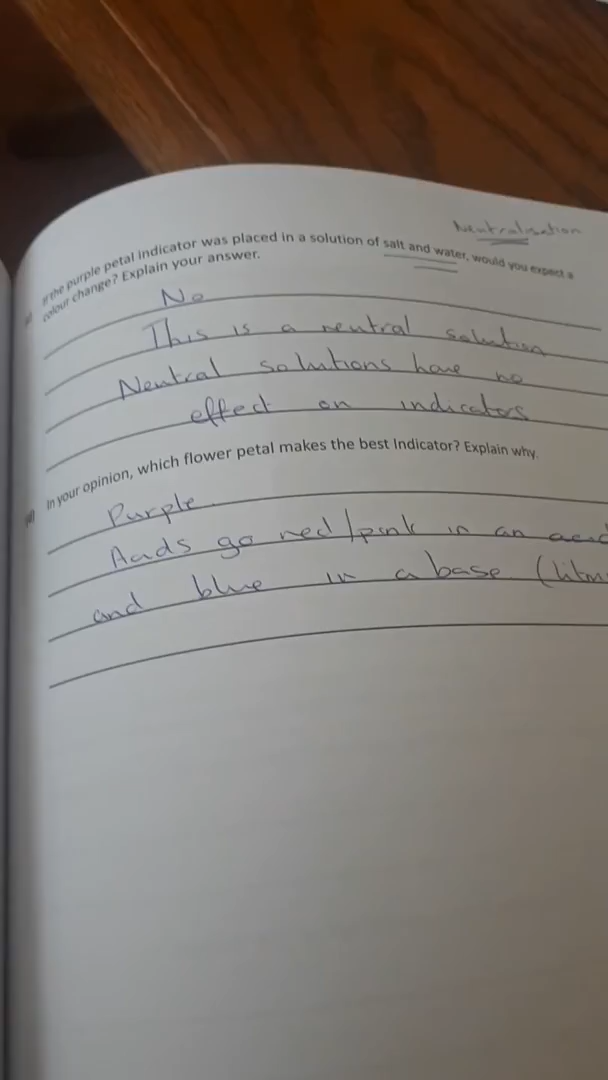 Neutralisation
If the purple petal indicator was placed in a solution of salt and water, would you expect a
colour change? Explain your answer.
No
This is a neutral solution
Neutral solutions have no
effect on indicators
In your opinion, which flower petal makes the best Indicator? Explain why.
Purple
Acids go red/pink in an acid
and blue in a base (litm